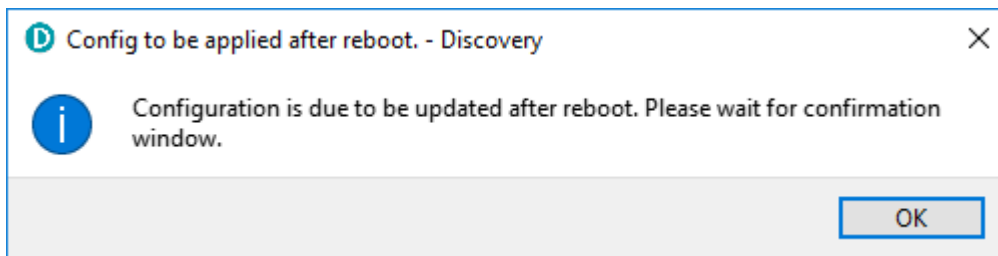 Config to be applied after reboot. - Discovery
Configuration is due to be updated after reboot. Please wait for confirmation
window.
OK